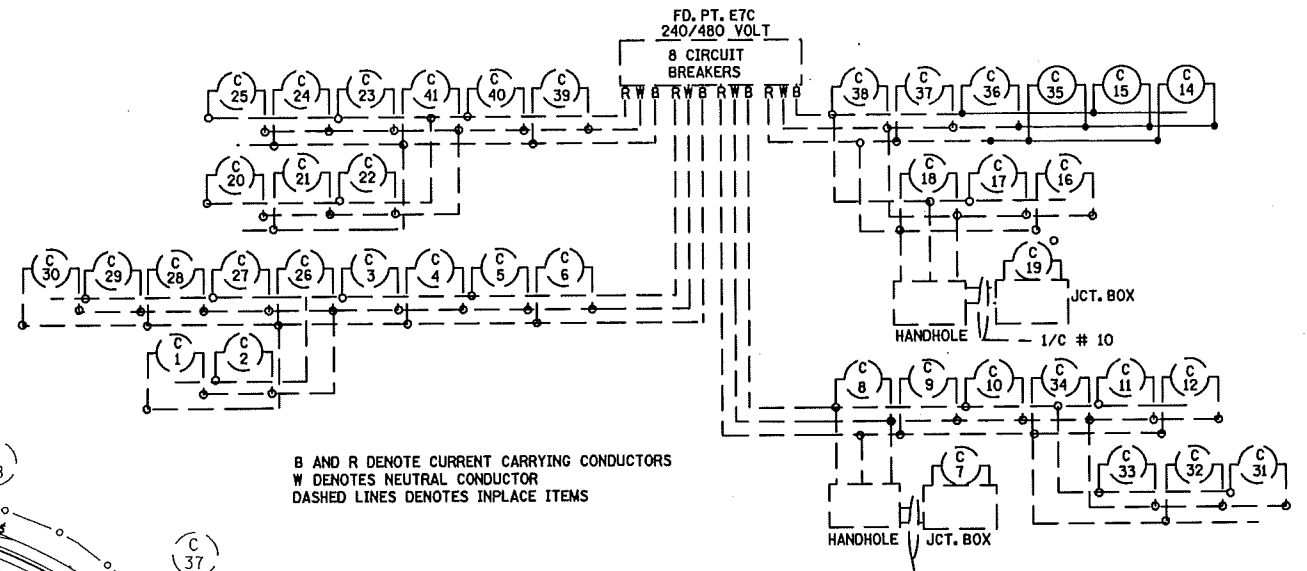 FD. PT. E7C
240/480 VOLT
8 CIRCUIT
BREAKERS
R W B R W B R W B R W B
C 25
C 24
C 23
C 41
C 40
C 39
C 38
C 37
C 36
C 35
C 15
C 14
C 20
C 21
C 22
C 18
C 17
C 16
C 30
C 29
C 28
C 27
C 26
C 3
C 4
C 5
C 6
C 19
JCT. BOX
HANDHOLE
1/C # 10
C 1
C 2
C 8
C 9
C 10
C 34
C 11
C 12
B AND R DENOTE CURRENT CARRYING CONDUCTORS
W DENOTES NEUTRAL CONDUCTOR
DASHED LINES DENOTES INPLACE ITEMS
C 7
C 33
C 32
C 31
HANDHOLE
JCT. BOX
C 37